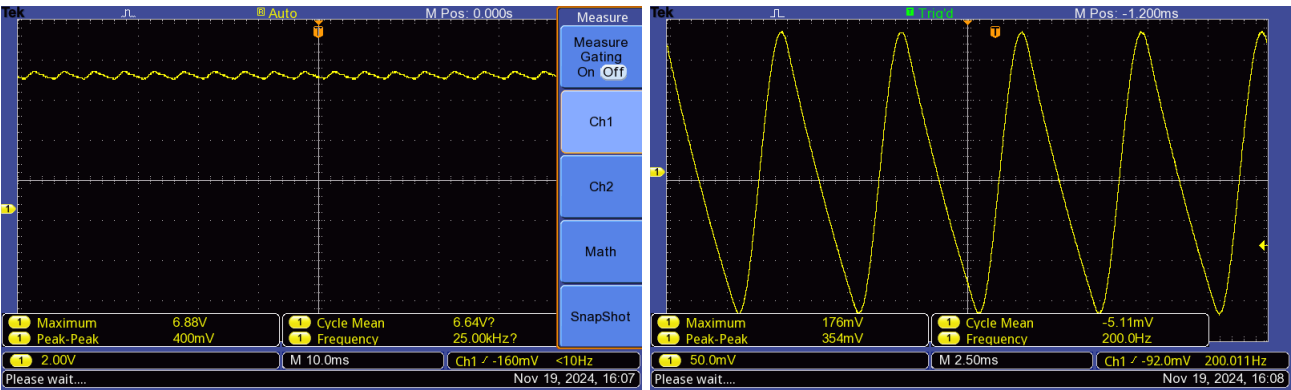 Tek
R Auto
M Pos: 0.000s
Measure
T
Measure
Gating
On Off
Ch1
1
Ch2
Math
SnapShot
1 Maximum 6.88V
1 Peak-Peak 400mV
1 Cycle Mean 6.64V?
1 Frequency 25.00kHz?
1 2.00V
M 10.0ms
Ch1 -160mV <10Hz
Please wait....
Nov 19, 2024, 16:07
Tek
T Trig'd
M Pos: -1.200ms
T
1
1 Maximum 176mV
1 Peak-Peak 354mV
1 Cycle Mean -5.11mV
1 Frequency 200.0Hz
1 50.0mV
M 2.50ms
Ch1 -92.0mV 200.011Hz
Please wait....
Nov 19, 2024, 16:08